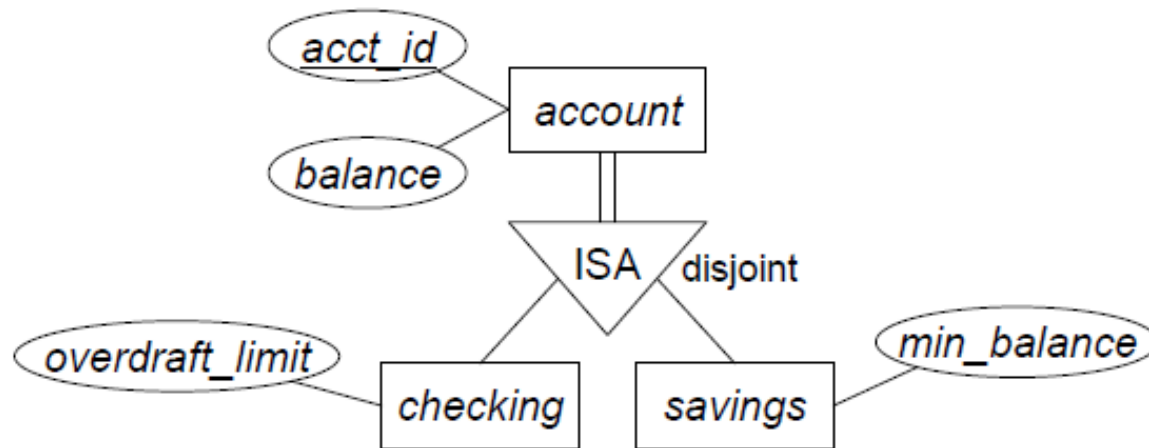 acct_id
account
balance
ISA
disjoint
overdraft_limit
min_balance
checking
savings